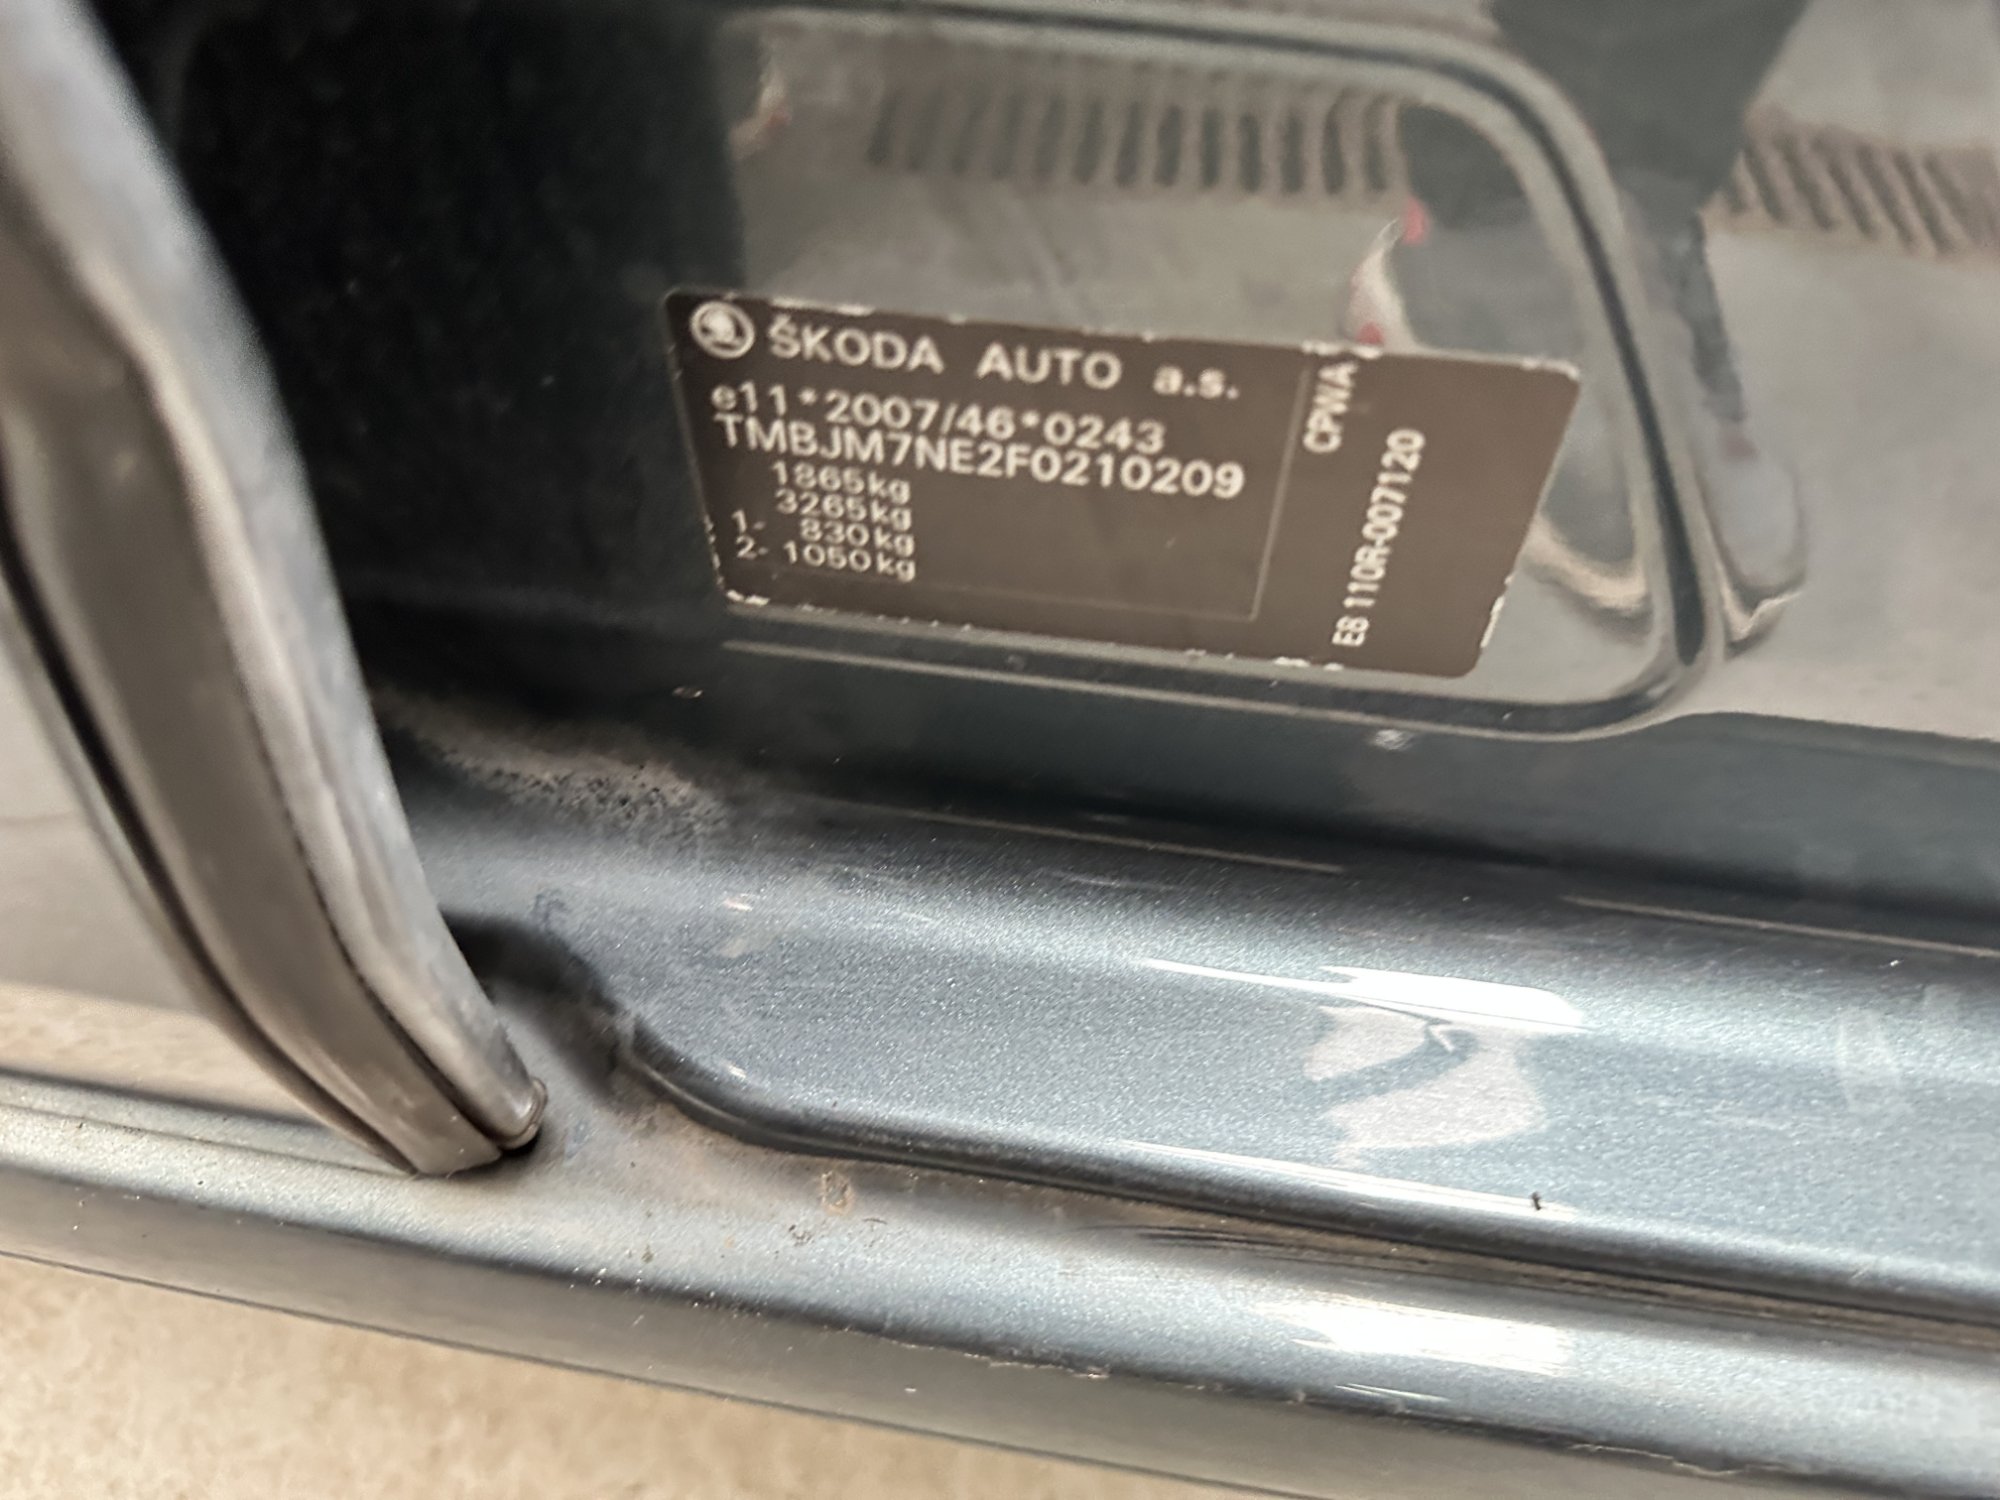 ŠKODA AUTO a.s.
e11*2007/46*0243
TMBJM7NE2F0210209
1865kg
3265kg
1- 830kg
2- 1050kg
CPWA
E8 110R-007120